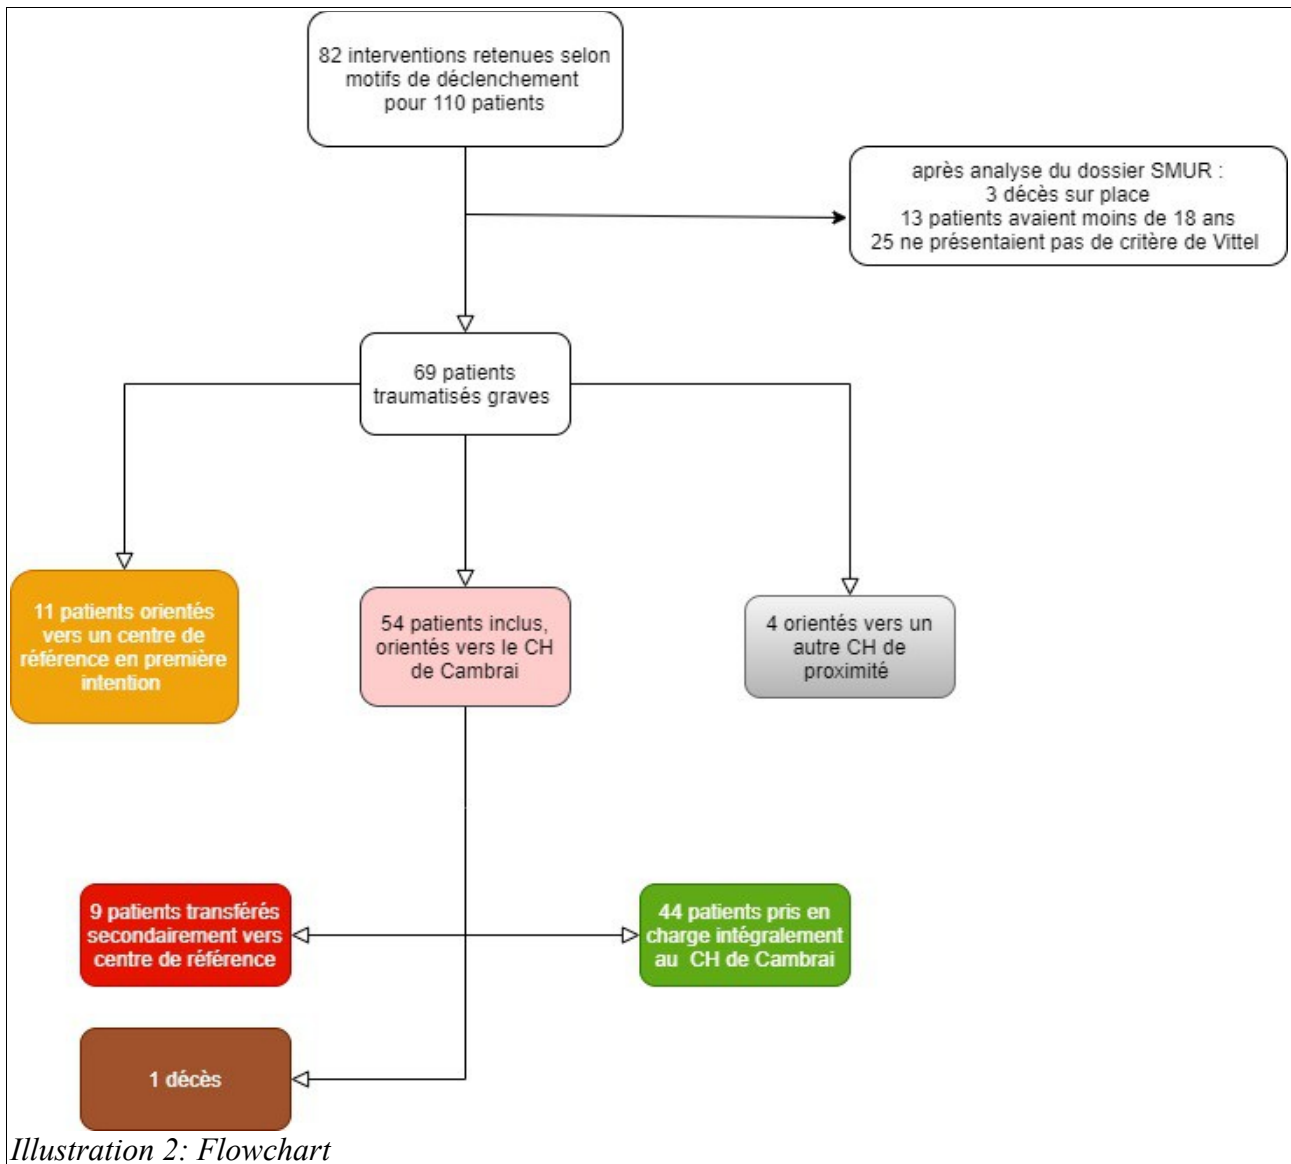 82 interventions retenues selon
motifs de déclenchement
pour 110 patients
après analyse du dossier SMUR :
3 décès sur place
13 patients avaient moins de 18 ans
25 ne présentaient pas de critère de Vittel
69 patients
traumatisés graves
11 patients orientés
vers un centre de
référence en première
intention
54 patients inclus,
orientés vers le CH
de Cambrai
4 orientés vers un
autre CH de
proximité
9 patients transférés
secondairement vers
centre de référence
44 patients pris en
charge intégralement
au CH de Cambrai
1 décès
Illustration 2: Flowchart